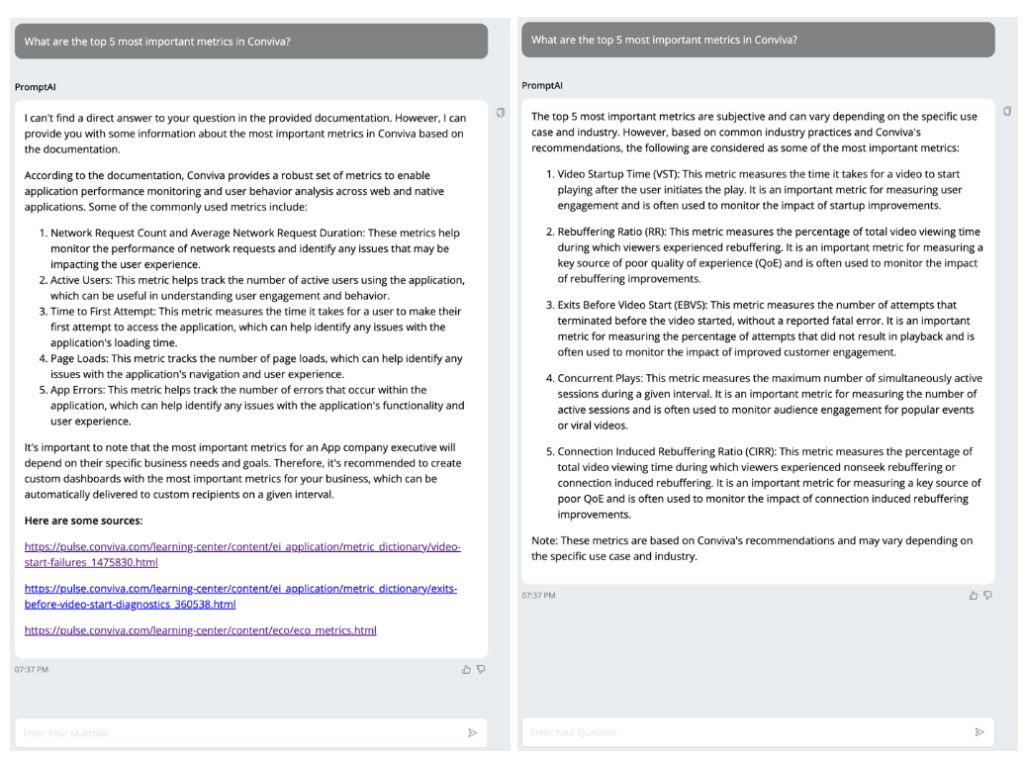 What are the top 5 most important metrics in Conviva?
PromptAI
I can't find a direct answer to your question in the provided documentation. However, I can
provide you with some information about the most important metrics in Conviva based on
the documentation.
According to the documentation, Conviva provides a robust set of metrics to enable
application performance monitoring and user behavior analysis across web and native
applications. Some of the commonly used metrics include:
1. Network Request Count and Average Network Request Duration: These metrics help
monitor the performance of network requests and identify any issues that may be
impacting the user experience.
2. Active Users: This metric helps track the number of active users using the application,
which can be useful in understanding user engagement and behavior.
3. Time to First Attempt: This metric measures the time it takes for a user to make their
first attempt to access the application, which can help identify any issues with the
application's loading time.
4. Page Loads: This metric tracks the number of page loads, which can help identify any
issues with the application's navigation and user experience.
5. App Errors: This metric helps track the number of errors that occur within the
application, which can help identify any issues with the application's functionality and
user experience.
It's important to note that the most important metrics for an App company executive will
depend on their specific business needs and goals. Therefore, it's recommended to create
custom dashboards with the most important metrics for your business, which can be
automatically delivered to custom recipients on a given interval.
Here are some sources:
https://pulse.conviva.com/learning-center/content/ei_application/metric_dictionary/video-
start-failures_1475830.html
https://pulse.conviva.com/learning-center/content/ei_application/metric_dictionary/exits-
before-video-start-diagnostics_360538.html
https://pulse.conviva.com/learning-center/content/eco/eco_metrics.html
07:37 PM
Enter Your Question
What are the top 5 most important metrics in Conviva?
PromptAI
The top 5 most important metrics are subjective and can vary depending on the specific use
case and industry. However, based on common industry practices and Conviva's
recommendations, the following are considered as some of the most important metrics:
1. Video Startup Time (VST): This metric measures the time it takes for a video to start
playing after the user initiates the play. It is an important metric for measuring user
engagement and is often used to monitor the impact of startup improvements.
2. Rebuffering Ratio (RR): This metric measures the percentage of total video viewing time
during which viewers experienced rebuffering. It is an important metric for measuring a
key source of poor quality of experience (QoE) and is often used to monitor the impact
of rebuffering improvements.
3. Exits Before Video Start (EBVS): This metric measures the number of attempts that
terminated before the video started, without a reported fatal error. It is an important
metric for measuring the percentage of attempts that did not result in playback and is
often used to monitor the impact of improved customer engagement.
4. Concurrent Plays: This metric measures the maximum number of simultaneously active
sessions during a given interval. It is an important metric for measuring the number of
active sessions and is often used to monitor audience engagement for popular events
or viral videos.
5. Connection Induced Rebuffering Ratio (CIRR): This metric measures the percentage of
total video viewing time during which viewers experienced nonseek rebuffering or
connection induced rebuffering. It is an important metric for measuring a key source of
poor QoE and is often used to monitor the impact of connection induced rebuffering
improvements.
Note: These metrics are based on Conviva's recommendations and may vary depending on
the specific use case and industry.
07:37 PM
Enter Your Question